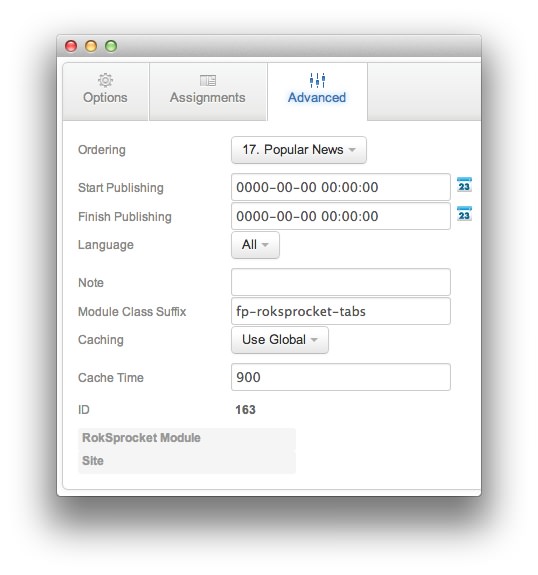 Options Assignments Advanced
Ordering 17. Popular News
Start Publishing 0000-00-00 00:00:00 23
Finish Publishing 0000-00-00 00:00:00 23
Language All
Note
Module Class Suffix fp-roksprocket-tabs
Caching Use Global
Cache Time 900
ID 163
RokSprocket Module
Site